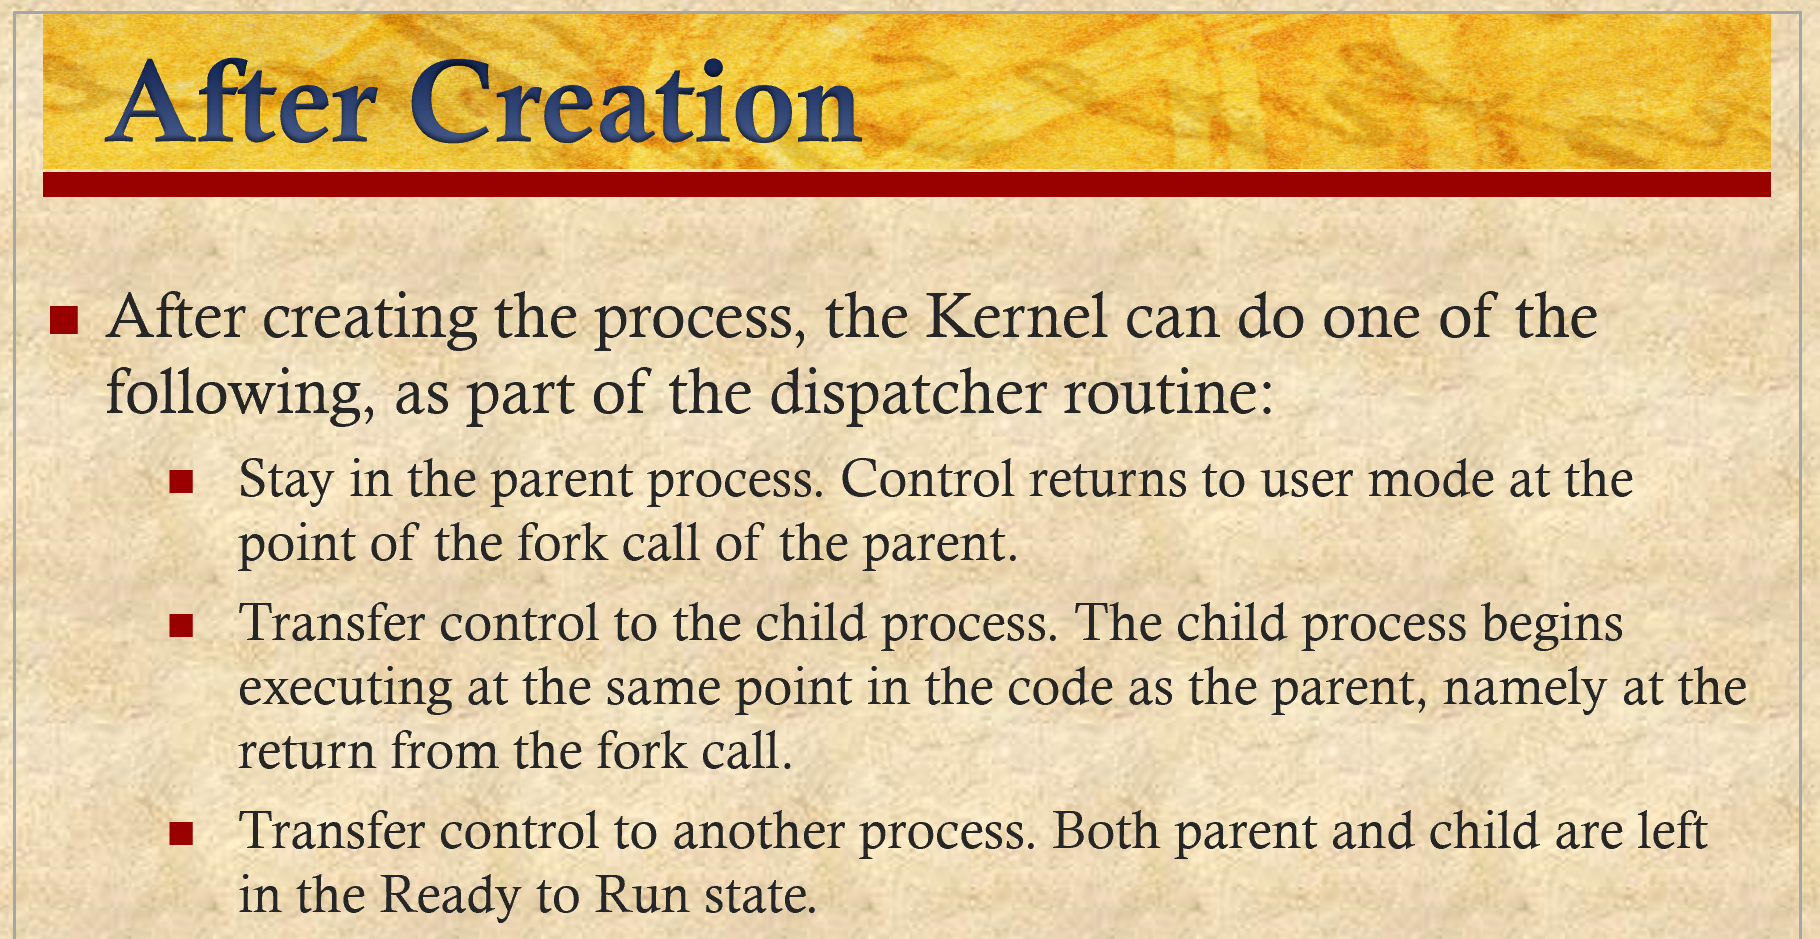 After Creation
After creating the process, the Kernel can do one of the
following, as part of the dispatcher routine:
Stay in the parent process. Control returns to user mode at the
point of the fork call of the parent.
Transfer control to the child process. The child process begins
executing at the same point in the code as the parent, namely at the
return from the fork call.
Transfer control to another process. Both parent and child are left
in the Ready to Run state.